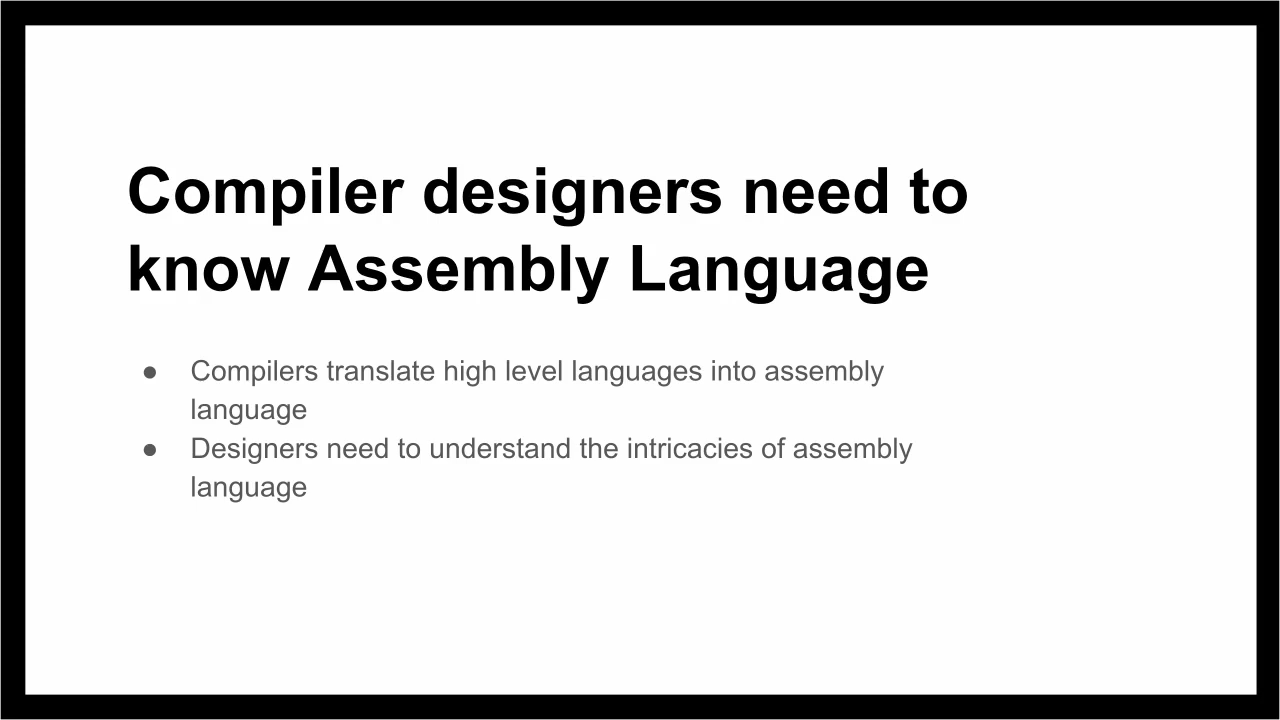 Compiler designers need to
know Assembly Language
● Compilers translate high level languages into assembly
language
● Designers need to understand the intricacies of assembly
language